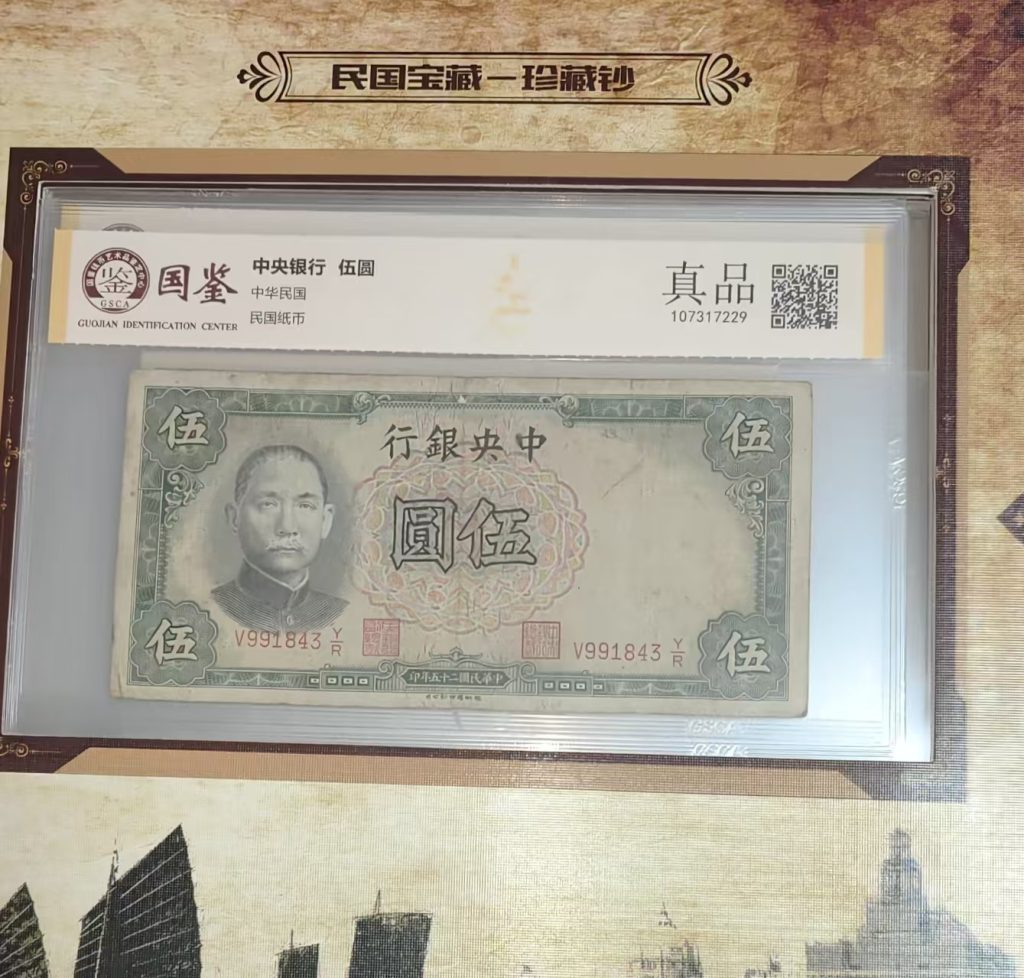 民国宝藏一珍藏钞
鉴
GSCA
国鉴
GUOJIAN IDENTIFICATION CENTER
中央银行 伍圆
中华民国
民国纸币
真品
107317229
伍
伍
行銀央中
圓伍
V991843 Y/R
V991843 Y/R
伍
伍
印年五十二國民華中